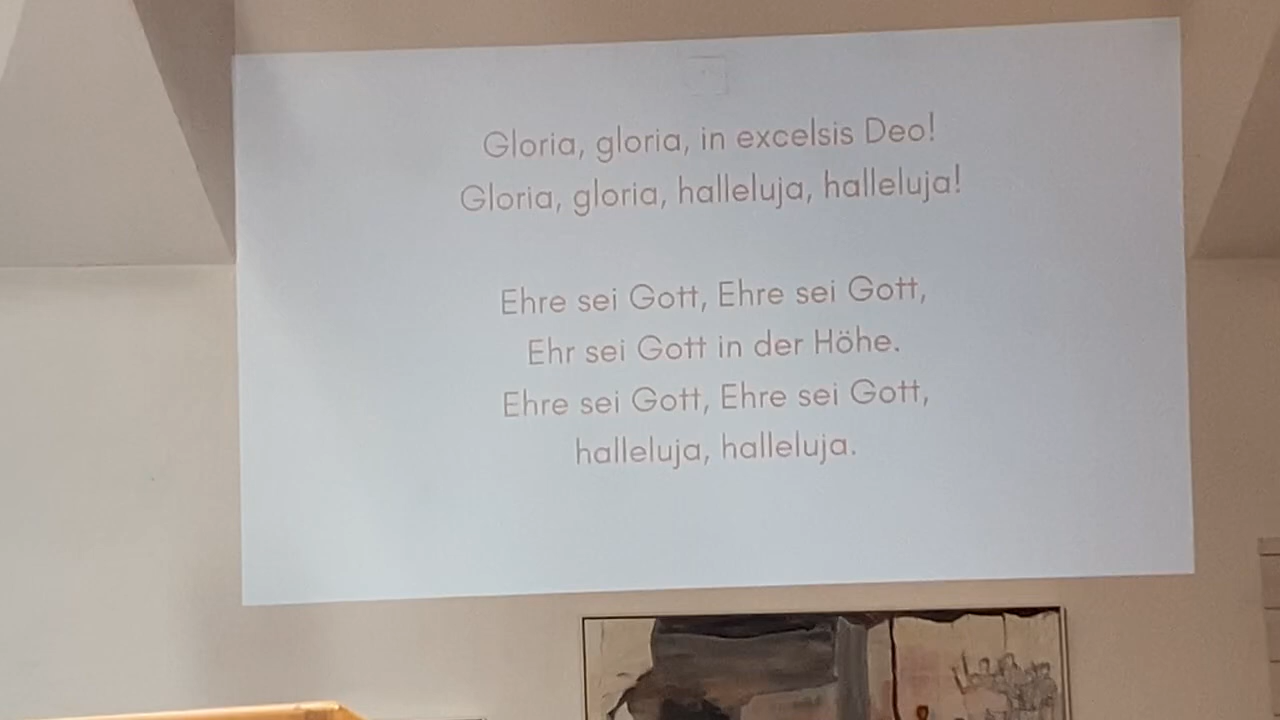 Gloria, gloria, in excelsis Deo!
Gloria, gloria, halleluja, halleluja!
Ehre sei Gott, Ehre sei Gott,
Ehr sei Gott in der Höhe.
Ehre sei Gott, Ehre sei Gott,
halleluja, halleluja.